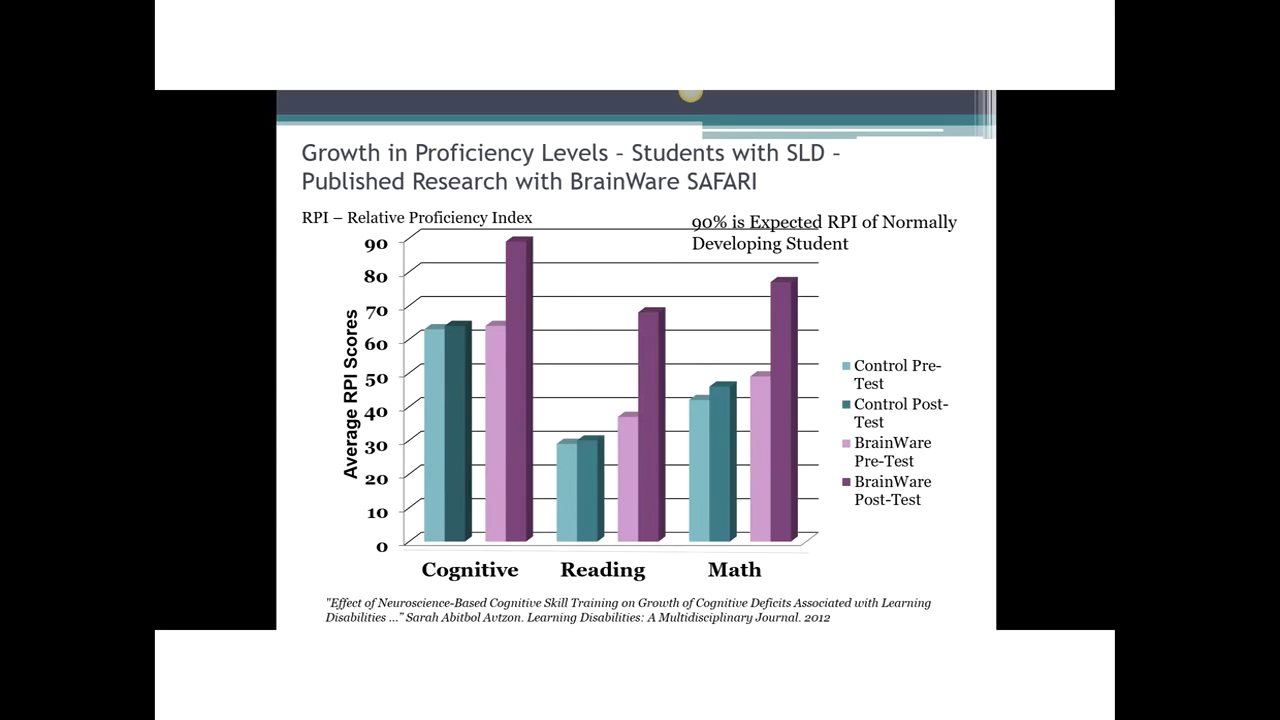 Growth in Proficiency Levels – Students with SLD –
Published Research with BrainWare SAFARI
RPI – Relative Proficiency Index
90% is Expected RPI of Normally
Developing Student
Average RPI Scores
90
80
70
60
50
40
30
20
10
0
Cognitive
Reading
Math
Control Pre-
Test
Control Post-
Test
BrainWare
Pre-Test
BrainWare
Post-Test
"Effect of Neuroscience-Based Cognitive Skill Training on Growth of Cognitive Deficits Associated with Learning
Disabilities ..." Sarah Abitbol Avtzon. Learning Disabilities: A Multidisciplinary Journal. 2012